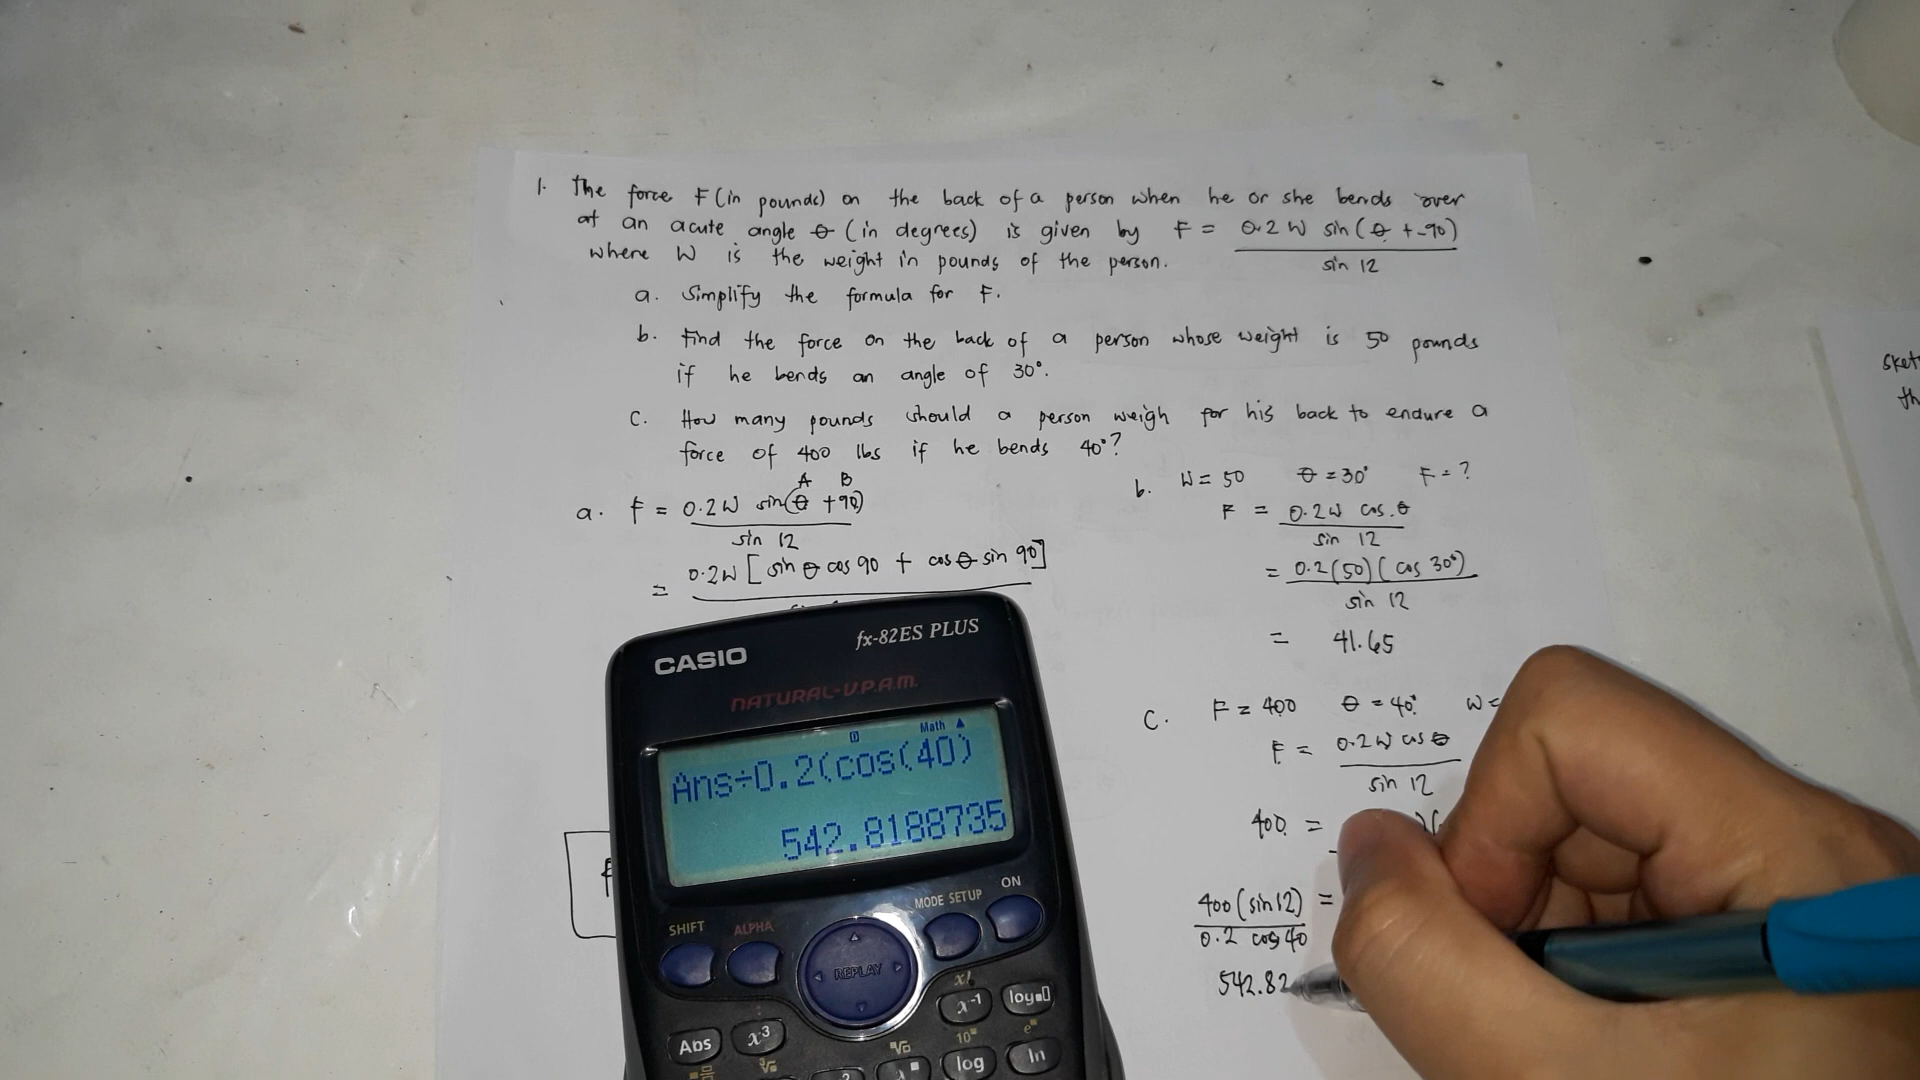 1. The force F (in pounds) on the back of a person when he or she bends over
at an acute angle θ (in degrees) is given by F = 0.2 W sin (θ + 90)
sin 12
where W is the weight in pounds of the person.
a. Simplify the formula for F.
b. Find the force on the back of a person whose weight is 50 pounds
if he bends an angle of 30°.
c. How many pounds should a person weigh for his back to endure a
force of 400 lbs if he bends 40°?
A B
a. F = 0.2W sin(θ + 90)
sin 12
= 0.2W [sin θ cos 90 + cos θ sin 90]
b. W = 50 θ = 30° F = ?
F = 0.2W cos. θ
sin 12
= 0.2(50)(cos 30°)
sin 12
= 41.65
c. F = 400 θ = 40° W =
F = 0.2W cos θ
sin 12
400 =
400 (sin 12) =
0.2 cos 40
542.82
F
CASIO fx-82ES PLUS
NATURAL-V.P.A.M.
D Math ▲
Ans÷0.2(cos(40)
542.8188735
SHIFT ALPHA MODE SETUP ON
REPLAY
x!
Abs x³ x⁻¹ log□
10■ e■
log ln
sket
th